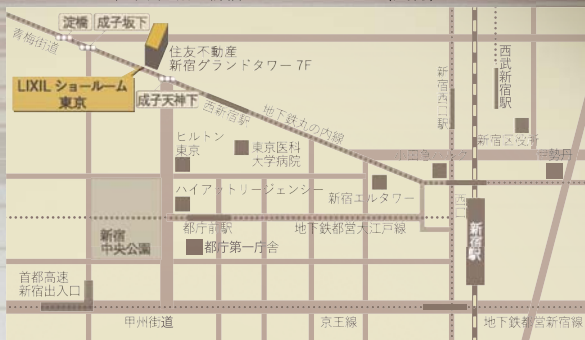 淀橋
成子坂下
青梅街道
住友不動産
新宿グランドタワー 7F
LIXIL ショールーム
東京
成子天神下
西新宿駅
地下鉄丸の内線
新宿西口駅
西武新宿駅
新宿区役所
伊勢丹
ヒルトン
東京
東京医科
大学病院
ハイアットリージェンシー
新宿エルタワー
西口
新宿駅
都庁前駅
地下鉄都営大江戸線
新宿
中央公園
都庁第一庁舎
首都高速
新宿出入口
甲州街道
京王線
地下鉄都営新宿線